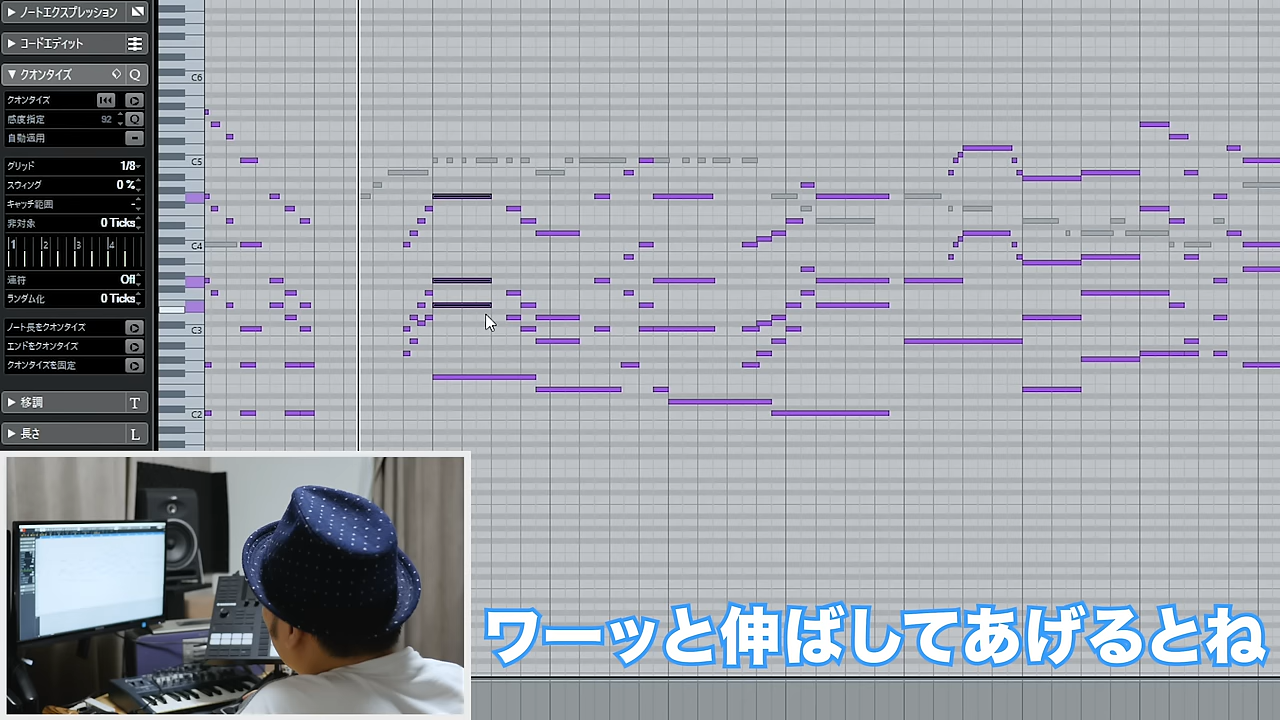 ノートエクスプレッション
コードエディット
クオンタイズ Q
クオンタイズ
感度指定 92 Q
自動適用
グリッド 1/8
スウィング 0 %
キャッチ範囲 -
非対象 0 Ticks
1 2 3 4
連符 Off
ランダム化 0 Ticks
ノート長をクオンタイズ
エンドをクオンタイズ
クオンタイズを固定
移調 T
長さ L
C6
C5
C4
C3
C2
ワーッと伸ばしてあげるとね